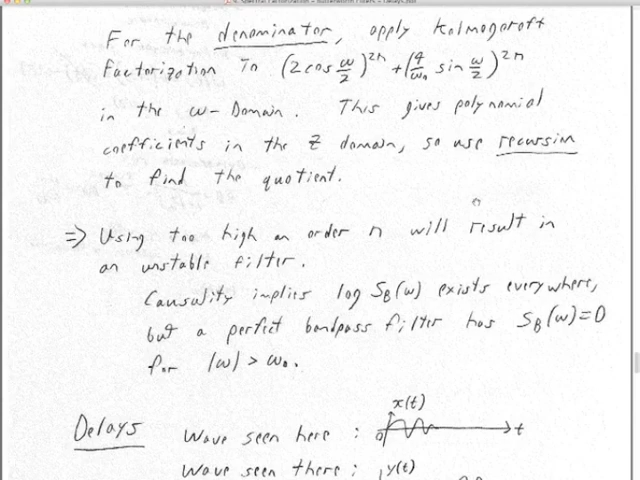 For the denominator, apply Kolmogoroff
factorization to (2cos ω/2)^2n + (4/ω₀ sin ω/2)^2n
in the ω-Domain. This gives polynomial
coefficients in the Z domain, so use recursion
to find the quotient.
⇒ Using too high an order n will result in
an unstable filter.
Causality implies log S_B(ω) exists everywhere,
but a perfect bandpass filter has S_B(ω)=0
for |ω| > ω₀.
Delays
x(t)
Wave seen here : 0 → t
Wave seen there : y(t)